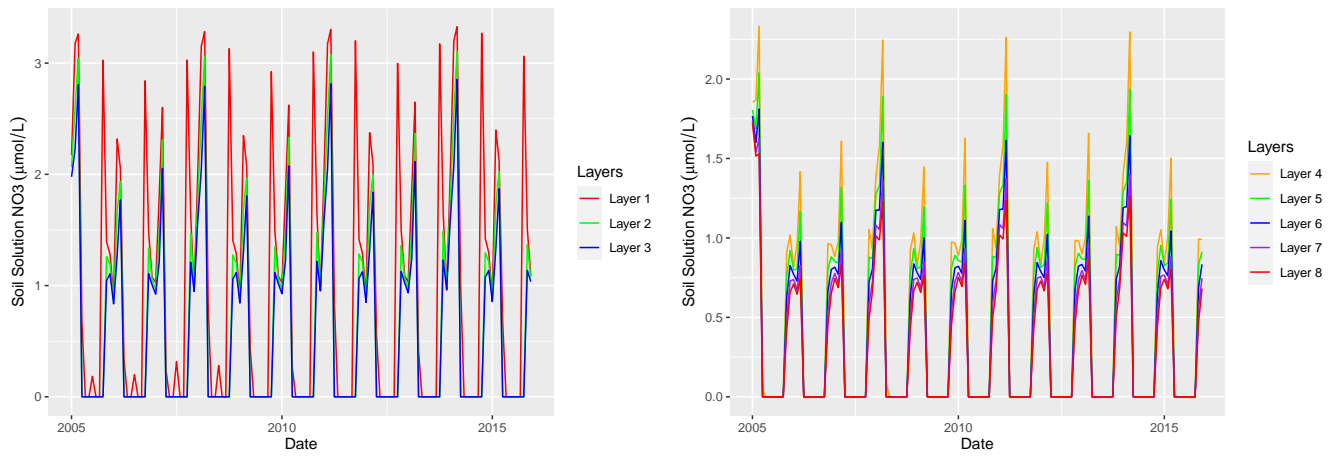 Soil Solution NO3 (µmol/L)
3
2
1
0
2005
2010
2015
Date
Layers
Layer 1
Layer 2
Layer 3
Soil Solution NO3 (µmol/L)
2.0
1.5
1.0
0.5
0.0
2005
2010
2015
Date
Layers
Layer 4
Layer 5
Layer 6
Layer 7
Layer 8